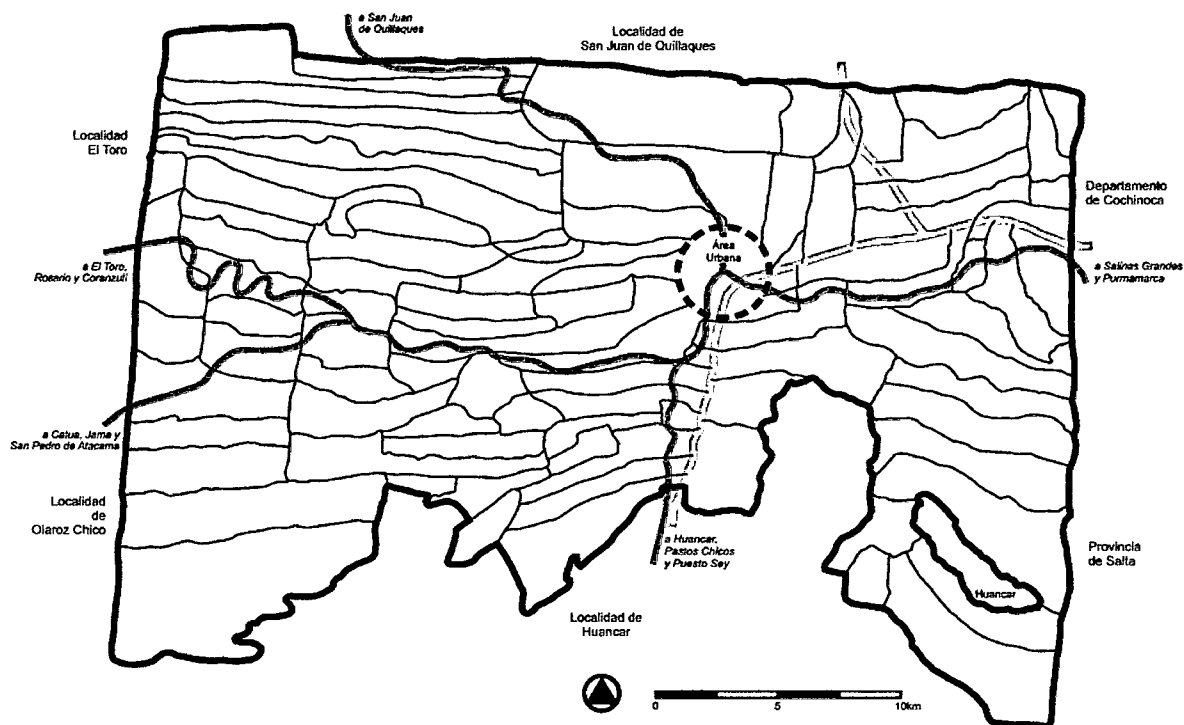 a San Juan
de Quillaques
Localidad de
San Juan de Quillaques
Localidad
El Toro
Departamento
de Cochinoca
Área
Urbana
a El Toro,
Rosario y Coranzulí
a Salinas Grandes
y Purmamarca
a Catua, Jama y
San Pedro de Atacama
Localidad
de
Olaroz Chico
a Huancar,
Pastos Chicos
y Puesto Sey
Provincia
de Salta
Huancar
Localidad de
Huancar
0
5
10km